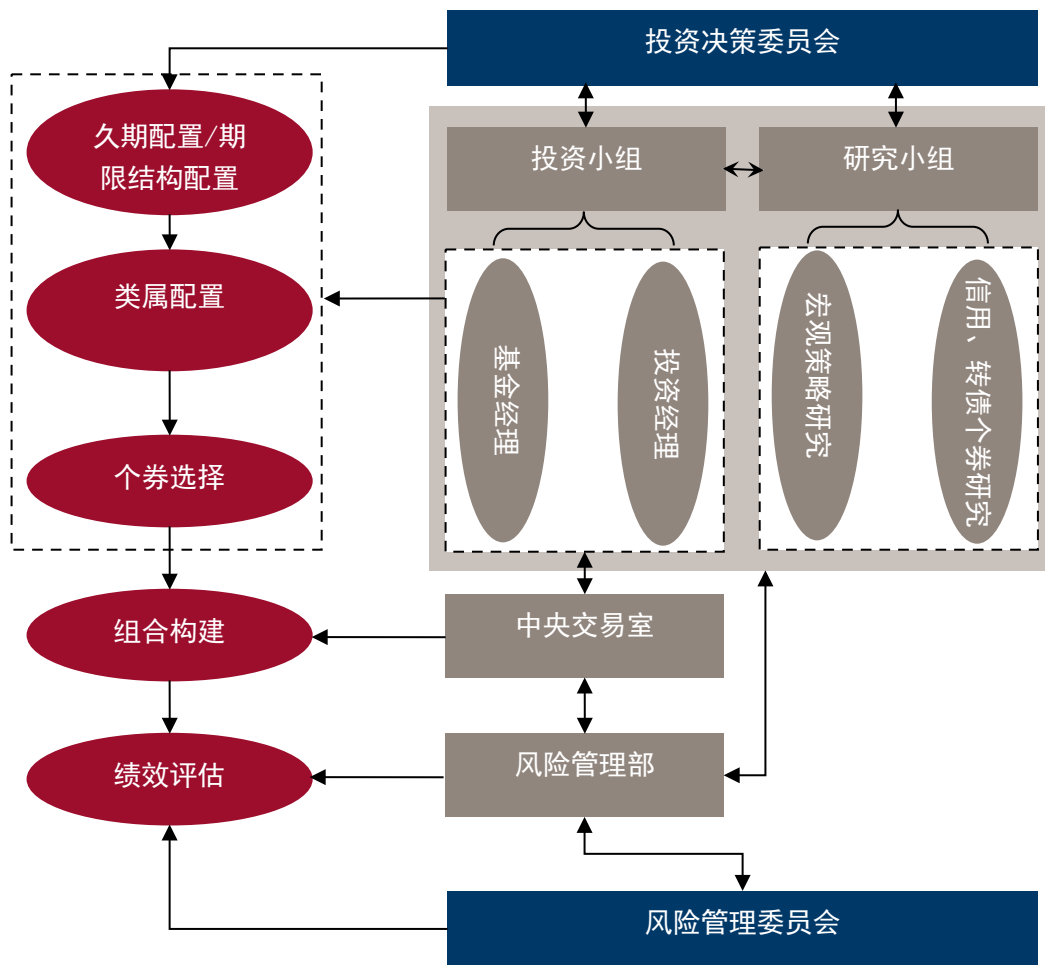 投资决策委员会
久期配置/期
限结构配置
投资小组
研究小组
类属配置
基金经理
投资经理
宏观策略研究
信用、转债个券研究
个券选择
组合构建
中央交易室
绩效评估
风险管理部
风险管理委员会